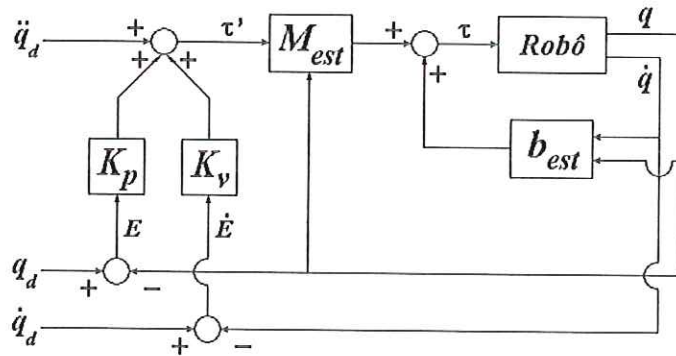 q̈_d + + + τ' M_est + + τ Robô q
q̇
K_p K_v b_est
E Ė
q_d + −
q̇_d + −